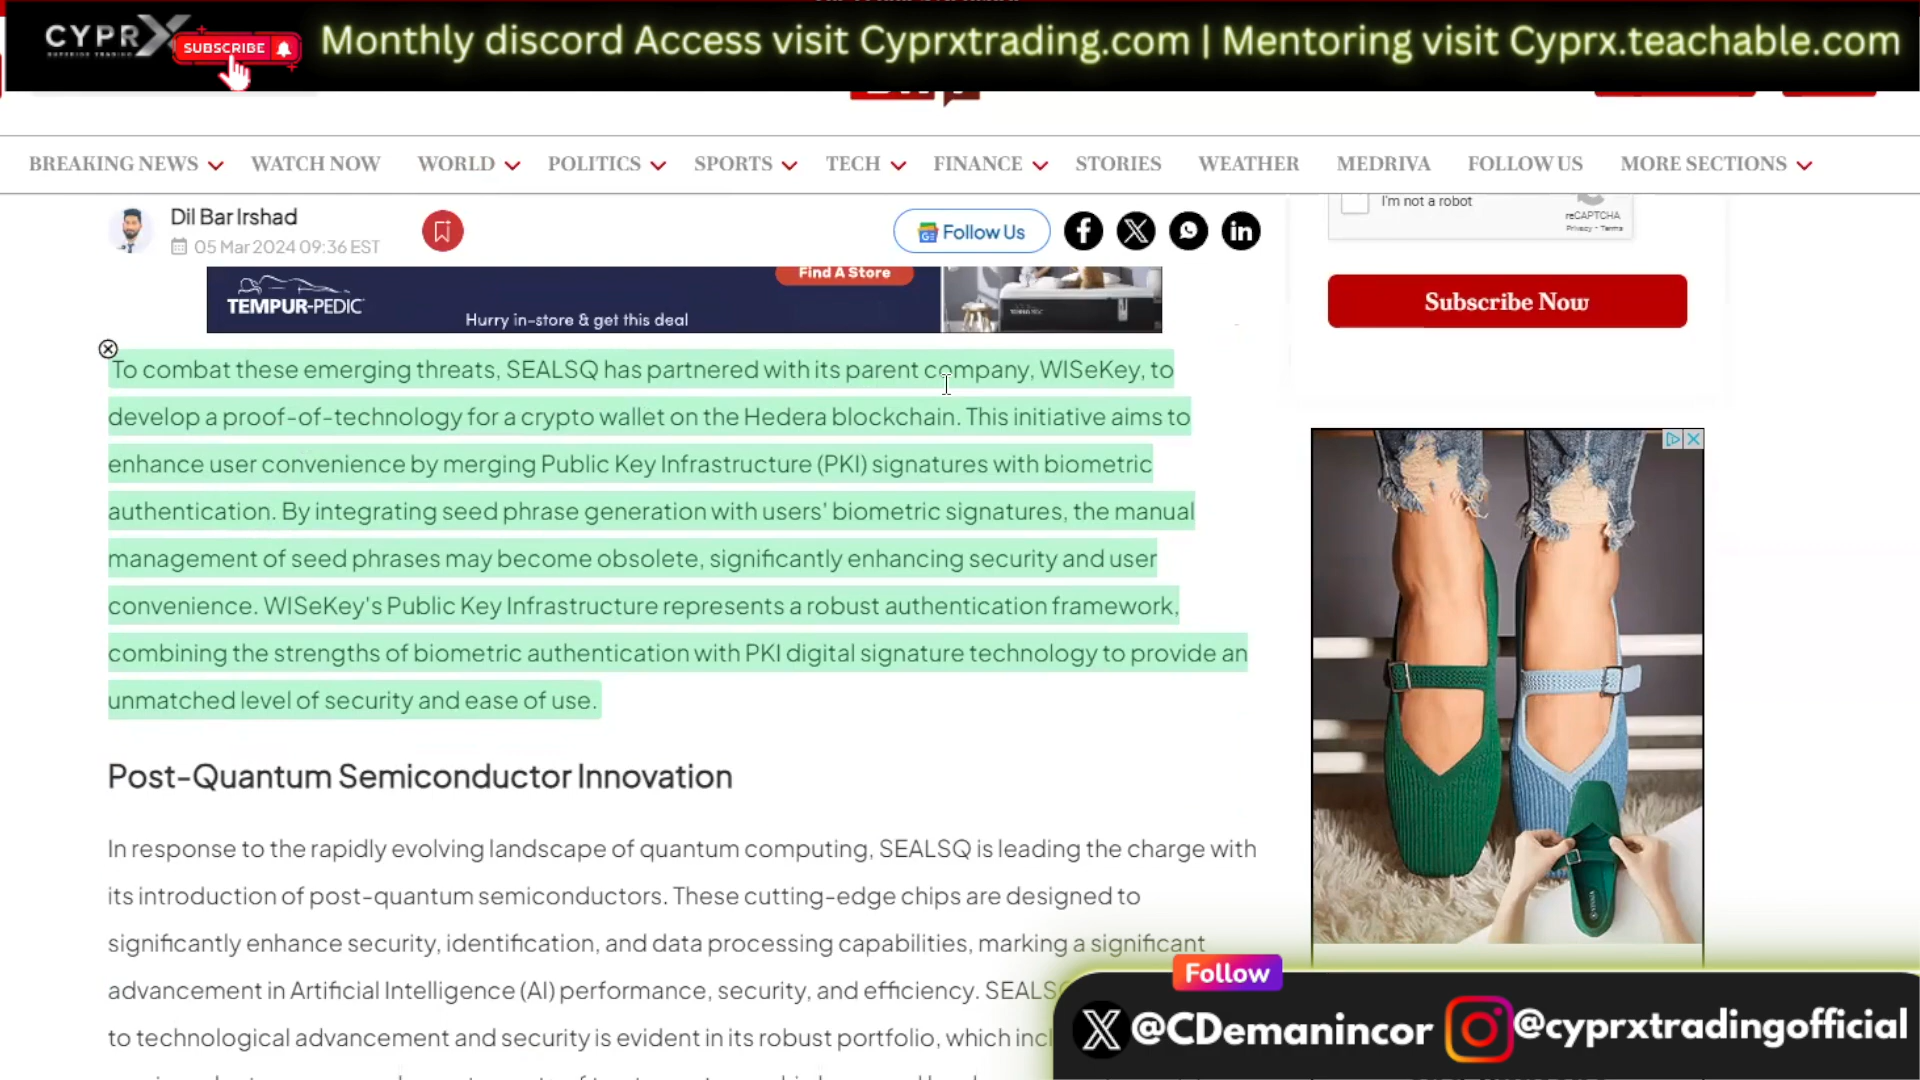 CYPRX
SUPERIOR TRADING
SUBSCRIBE
Monthly discord Access visit Cyprxtrading.com | Mentoring visit Cyprx.teachable.com
BREAKING NEWS WATCH NOW WORLD POLITICS SPORTS TECH FINANCE STORIES WEATHER MEDRIVA FOLLOW US MORE SECTIONS
Dil Bar Irshad
05 Mar 2024 09:36 EST
Follow Us
I'm not a robot
reCAPTCHA
Privacy - Terms
Find A Store
TEMPUR-PEDIC
Hurry in-store & get this deal
Subscribe Now
To combat these emerging threats, SEALSQ has partnered with its parent company, WISeKey, to
develop a proof-of-technology for a crypto wallet on the Hedera blockchain. This initiative aims to
enhance user convenience by merging Public Key Infrastructure (PKI) signatures with biometric
authentication. By integrating seed phrase generation with users' biometric signatures, the manual
management of seed phrases may become obsolete, significantly enhancing security and user
convenience. WISeKey's Public Key Infrastructure represents a robust authentication framework,
combining the strengths of biometric authentication with PKI digital signature technology to provide an
unmatched level of security and ease of use.
Post-Quantum Semiconductor Innovation
In response to the rapidly evolving landscape of quantum computing, SEALSQ is leading the charge with
its introduction of post-quantum semiconductors. These cutting-edge chips are designed to
significantly enhance security, identification, and data processing capabilities, marking a significant
advancement in Artificial Intelligence (AI) performance, security, and efficiency. SEALS
to technological advancement and security is evident in its robust portfolio, which incl
Follow
@CDemanincor
@cyprxtradingofficial